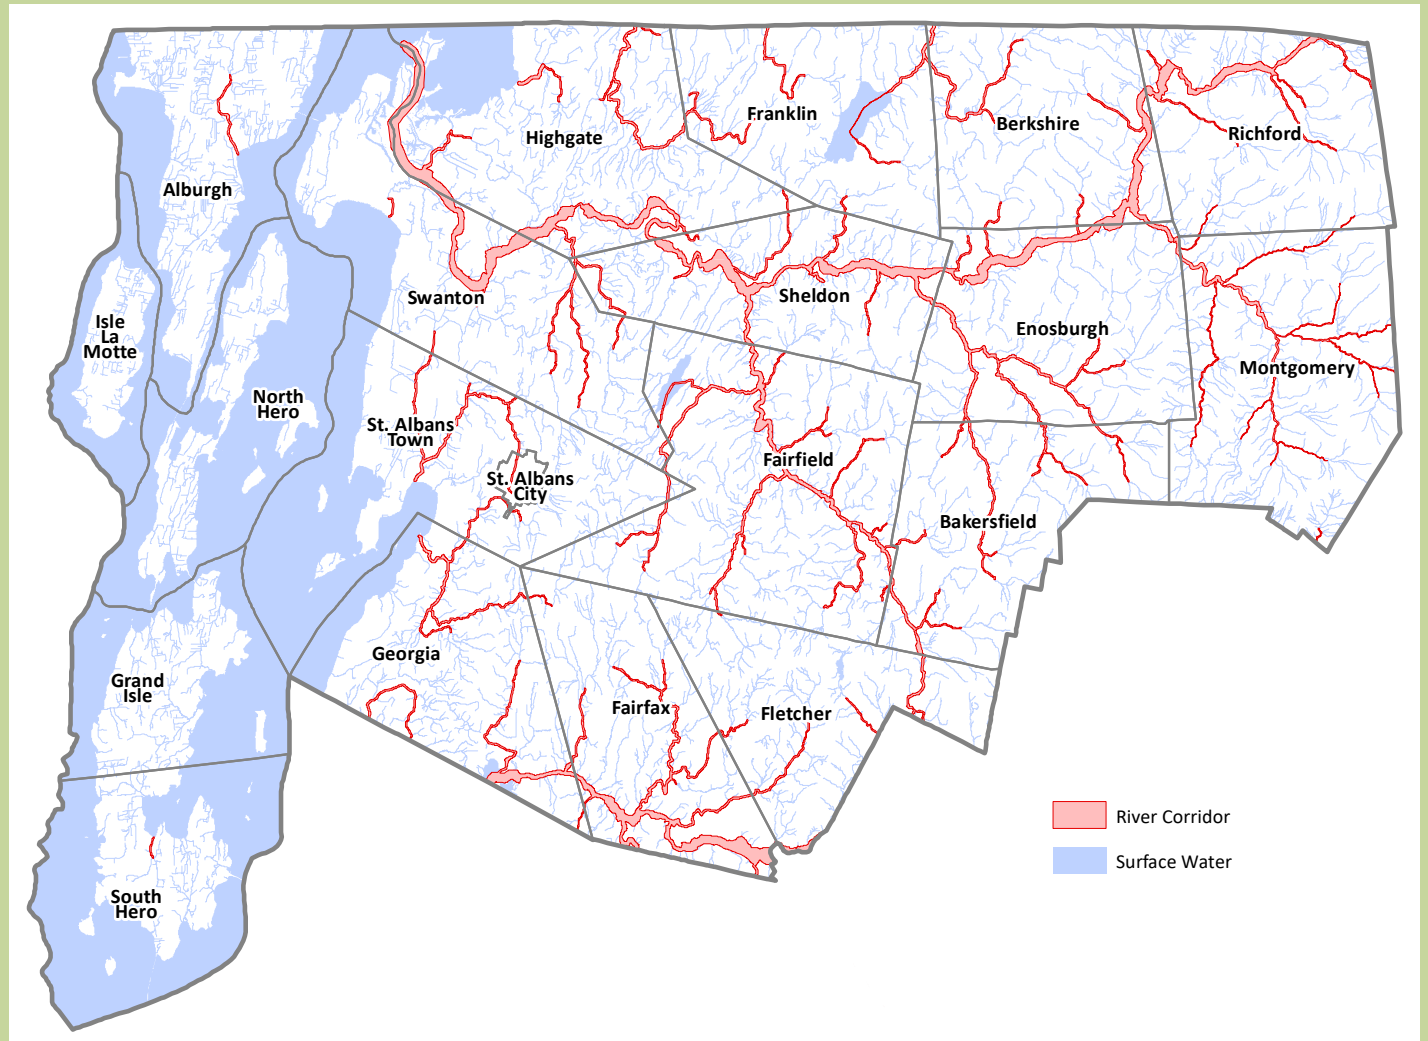 Franklin
Berkshire
Richford
Highgate
Alburgh
Swanton
Sheldon
Isle
La
Motte
Enosburgh
Montgomery
North
Hero
St. Albans
Town
Fairfield
St. Albans
City
Bakersfield
Georgia
Grand
Isle
Fairfax
Fletcher
River Corridor
Surface Water
South
Hero